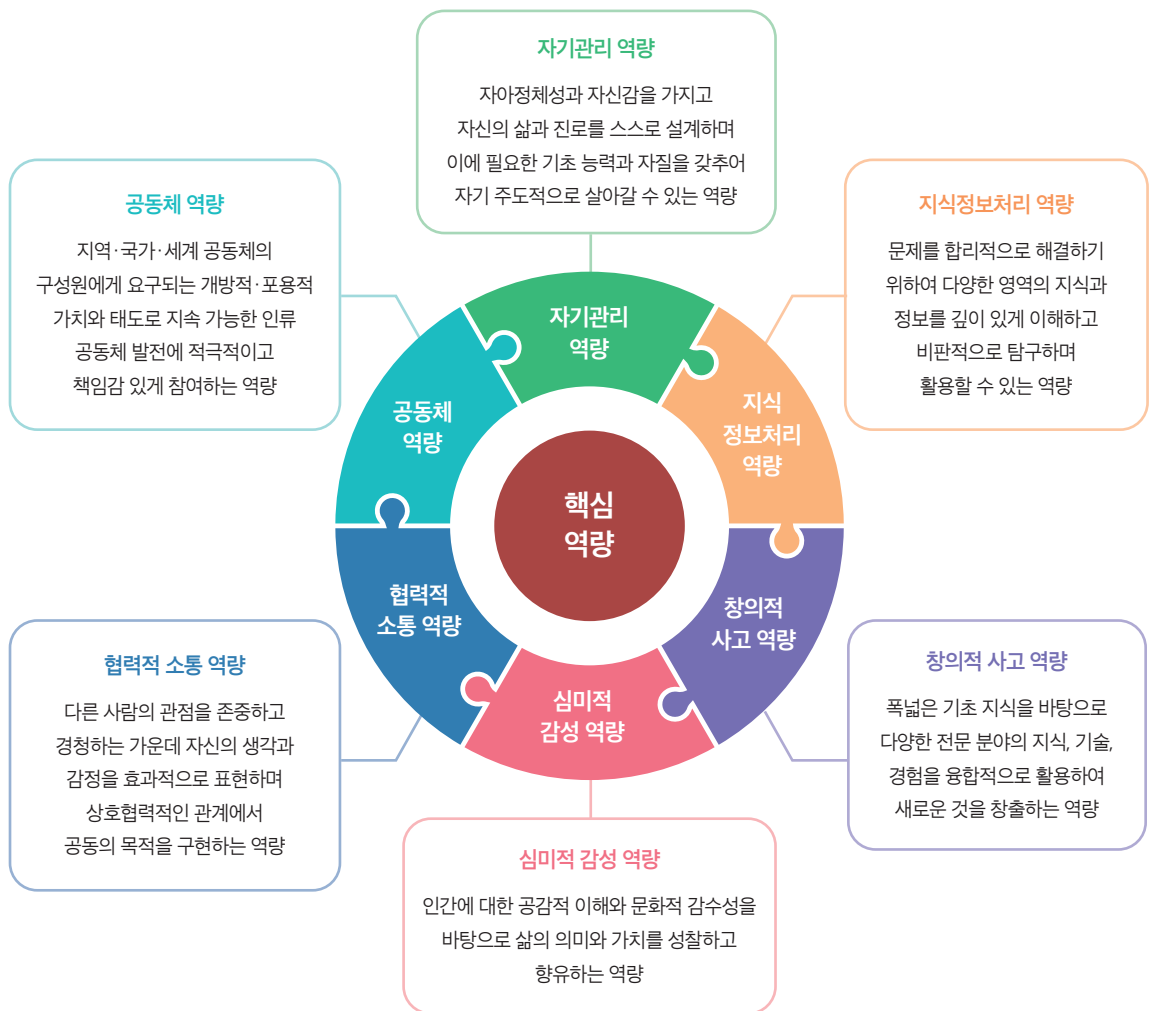 자기관리 역량
자아정체성과 자신감을 가지고
자신의 삶과 진로를 스스로 설계하며
이에 필요한 기초 능력과 자질을 갖추어
자기 주도적으로 살아갈 수 있는 역량
공동체 역량
지역·국가·세계 공동체의
구성원에게 요구되는 개방적·포용적
가치와 태도로 지속 가능한 인류
공동체 발전에 적극적이고
책임감 있게 참여하는 역량
지식정보처리 역량
문제를 합리적으로 해결하기
위하여 다양한 영역의 지식과
정보를 깊이 있게 이해하고
비판적으로 탐구하며
활용할 수 있는 역량
자기관리
역량
공동체
역량
지식
정보처리
역량
핵심
역량
협력적
소통 역량
창의적
사고 역량
심미적
감성 역량
협력적 소통 역량
다른 사람의 관점을 존중하고
경청하는 가운데 자신의 생각과
감정을 효과적으로 표현하며
상호협력적인 관계에서
공동의 목적을 구현하는 역량
창의적 사고 역량
폭넓은 기초 지식을 바탕으로
다양한 전문 분야의 지식, 기술,
경험을 융합적으로 활용하여
새로운 것을 창출하는 역량
심미적 감성 역량
인간에 대한 공감적 이해와 문화적 감수성을
바탕으로 삶의 의미와 가치를 성찰하고
향유하는 역량